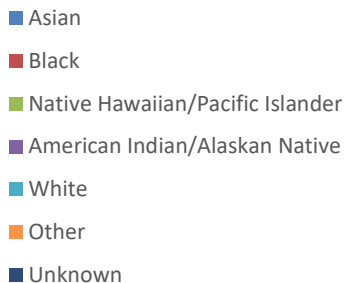 Asian
Black
Native Hawaiian/Pacific Islander
American Indian/Alaskan Native
White
Other
Unknown